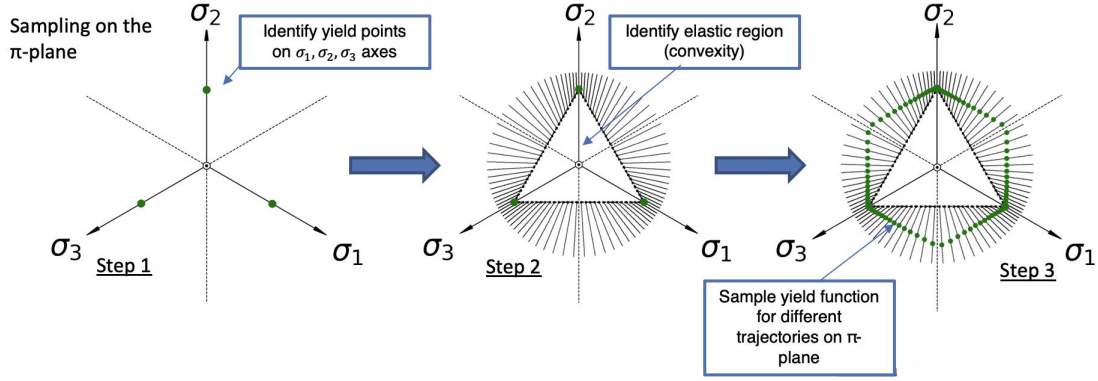 Sampling on the
π-plane
σ₂
Identify yield points
on σ₁, σ₂, σ₃ axes
σ₃
σ₁
Step 1
σ₂
Identify elastic region
(convexity)
σ₃
σ₁
Step 2
σ₂
σ₃
σ₁
Step 3
Sample yield function
for different
trajectories on π-
plane